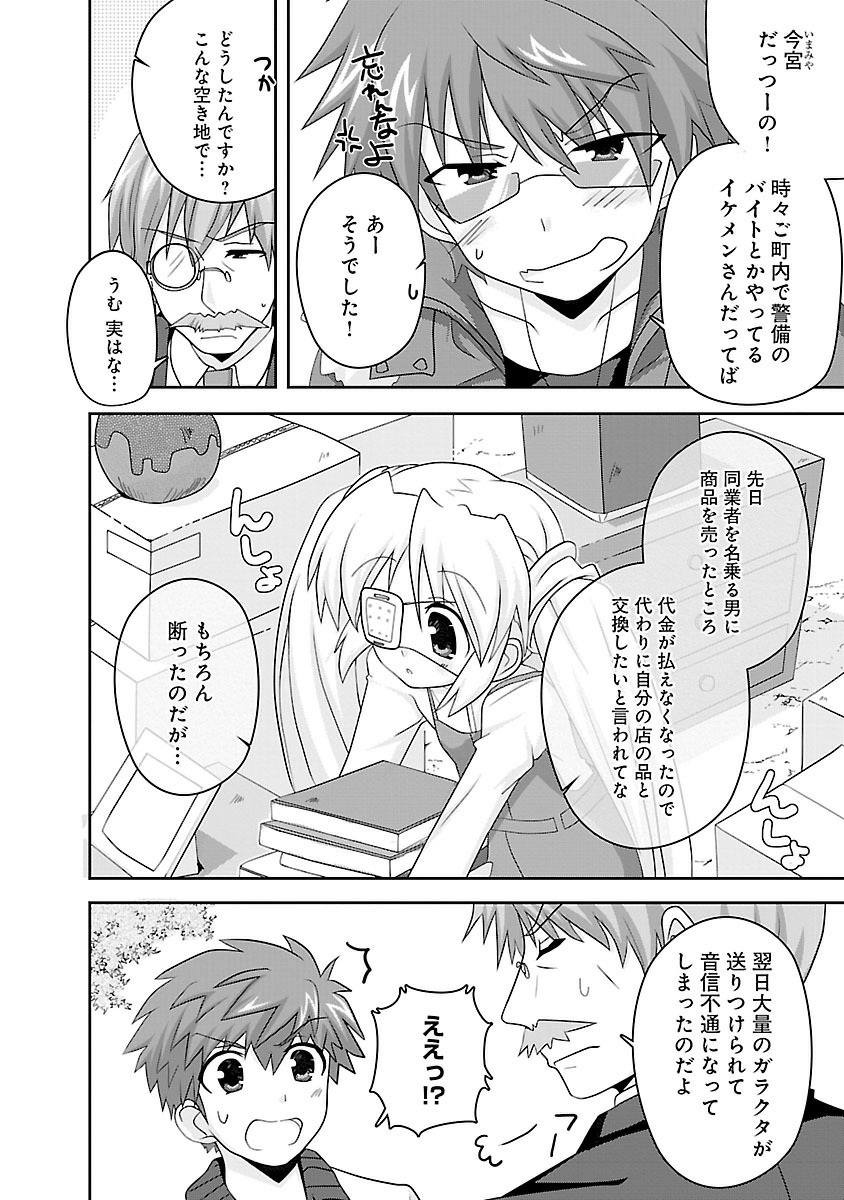 今宮
いまみや
だっつーの！
時々ご町内で警備の
バイトとかやってる
イケメンさんだってば
忘れんなよ
あー
そうでした！
つか
どうしたんですか？
こんな空き地で…
うむ 実はな…
先日
同業者を名乗る男に
商品を売ったところ
代金が払えなくなったので
代わりに自分の店の品と
交換したいと言われてな
んしょ
んしょ
もちろん
断ったのだが…
翌日大量のガラクタが
送りつけられて
音信不通になって
しまったのだよ
ええっ!?